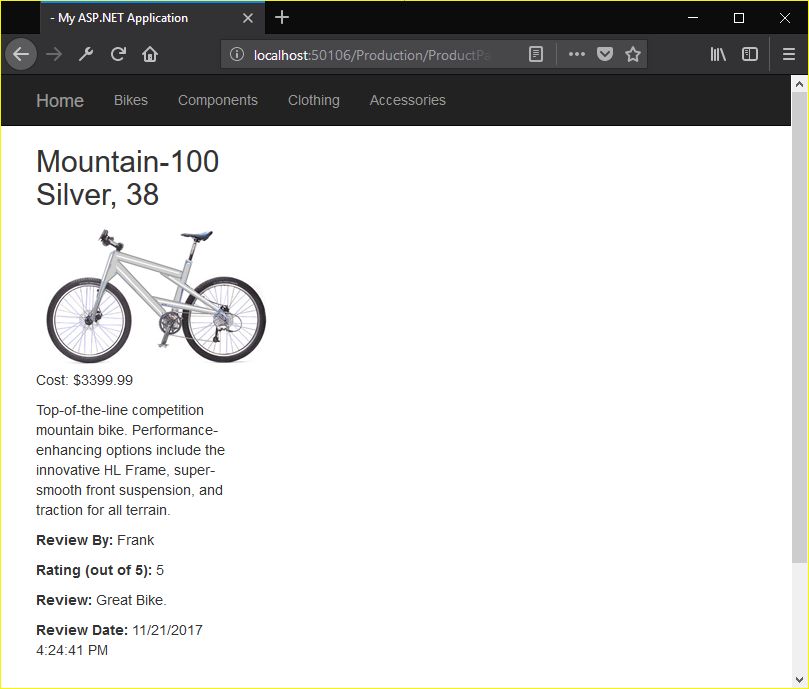 - My ASP.NET Application
localhost:50106/Production/ProductPa
Home Bikes Components Clothing Accessories
Mountain-100
Silver, 38
Cost: $3399.99
Top-of-the-line competition
mountain bike. Performance-
enhancing options include the
innovative HL Frame, super-
smooth front suspension, and
traction for all terrain.
Review By: Frank
Rating (out of 5): 5
Review: Great Bike.
Review Date: 11/21/2017
4:24:41 PM